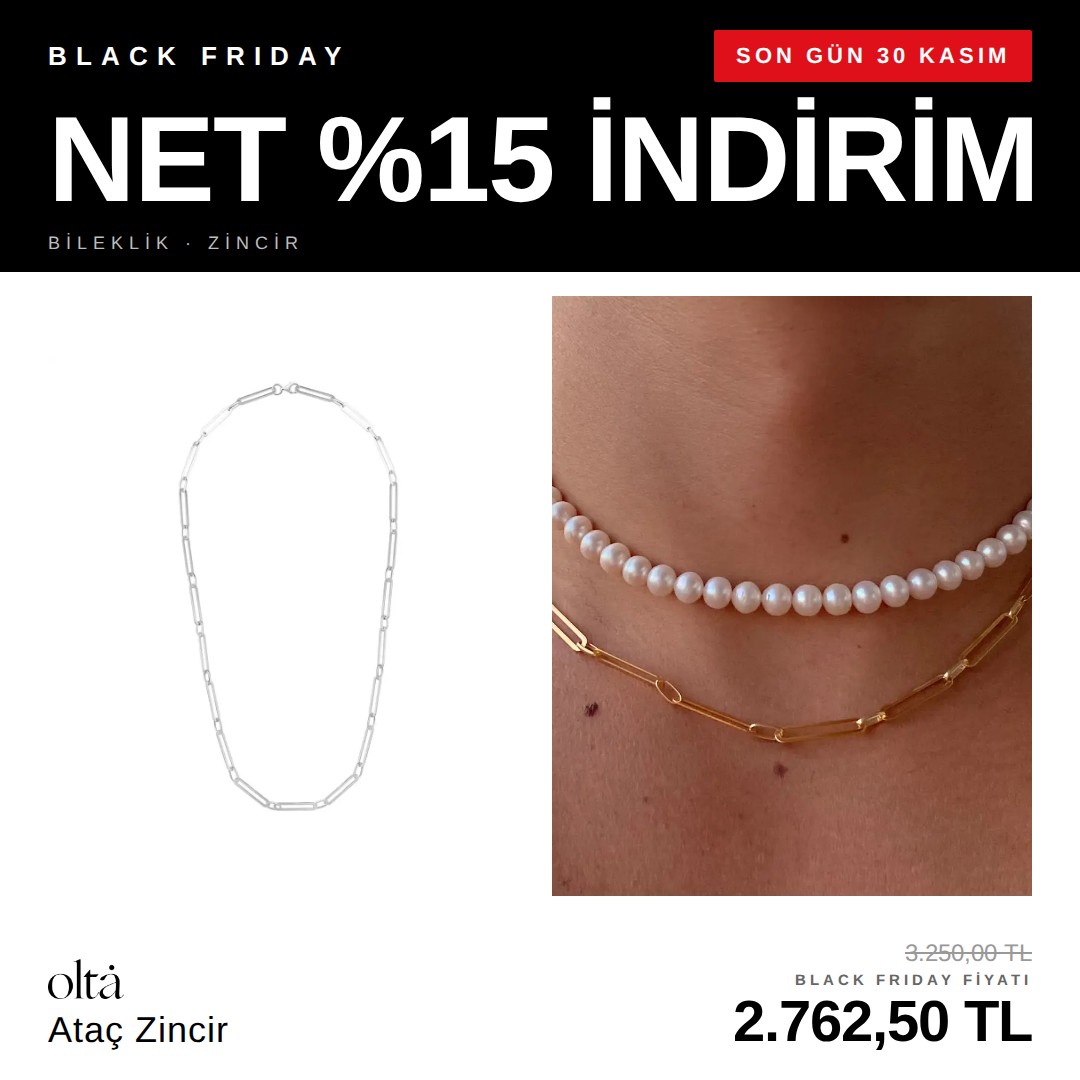 BLACK FRIDAY
SON GÜN 30 KASIM
NET %15 İNDİRİM
BİLEKLİK · ZİNCİR
3.250,00 TL
BLACK FRIDAY FİYATI
olta
2.762,50 TL
Ataç Zincir